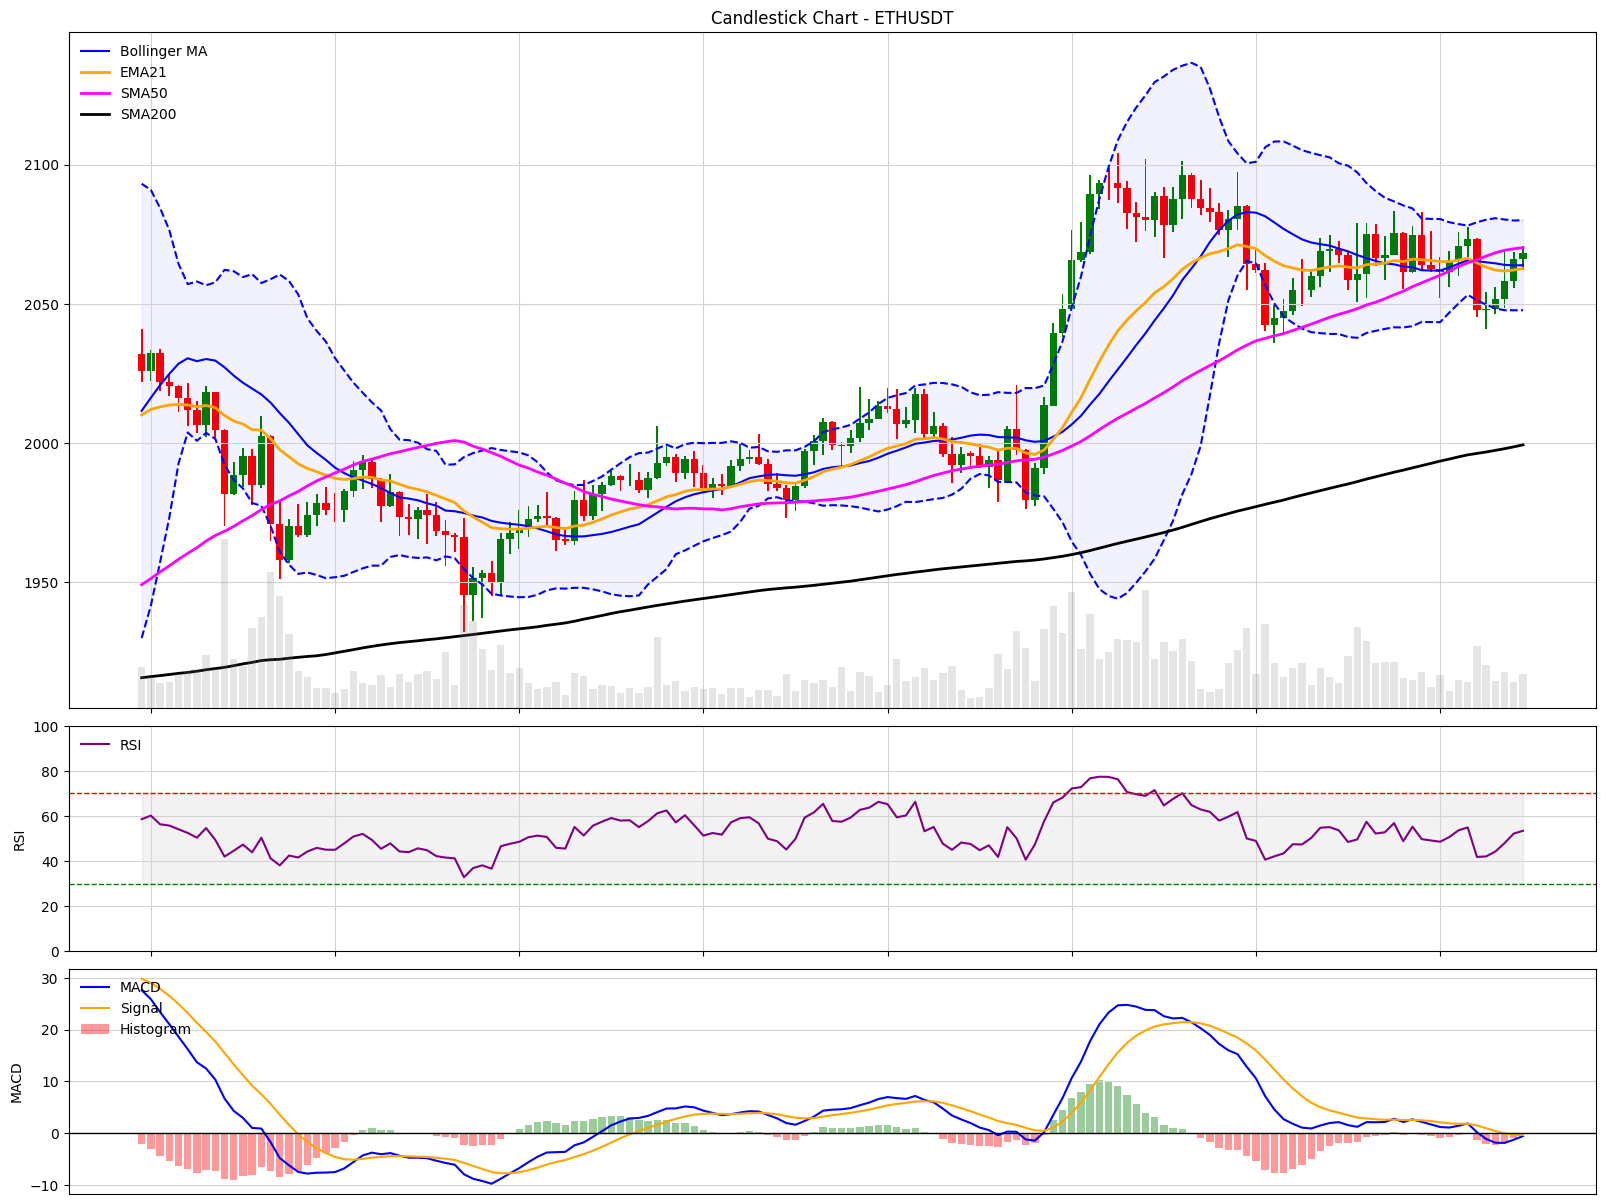 Candlestick Chart - ETHUSDT
Bollinger MA
EMA21
SMA50
SMA200
2100
2050
2000
1950
100
80
60
40
20
0
RSI
RSI
30
20
10
0
−10
MACD
MACD
Signal
Histogram